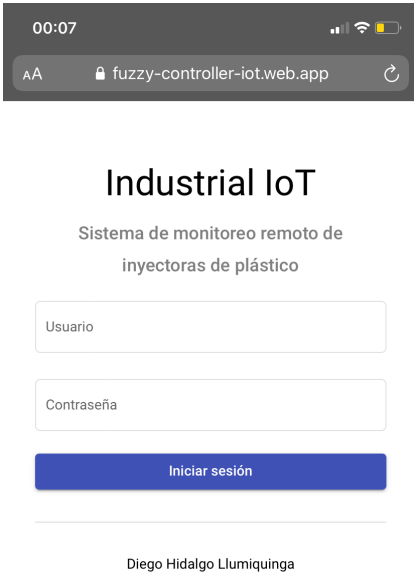 00:07
AA fuzzy-controller-iot.web.app
Industrial IoT
Sistema de monitoreo remoto de
inyectoras de plástico
Usuario
Contraseña
Iniciar sesión
Diego Hidalgo Llumiquinga